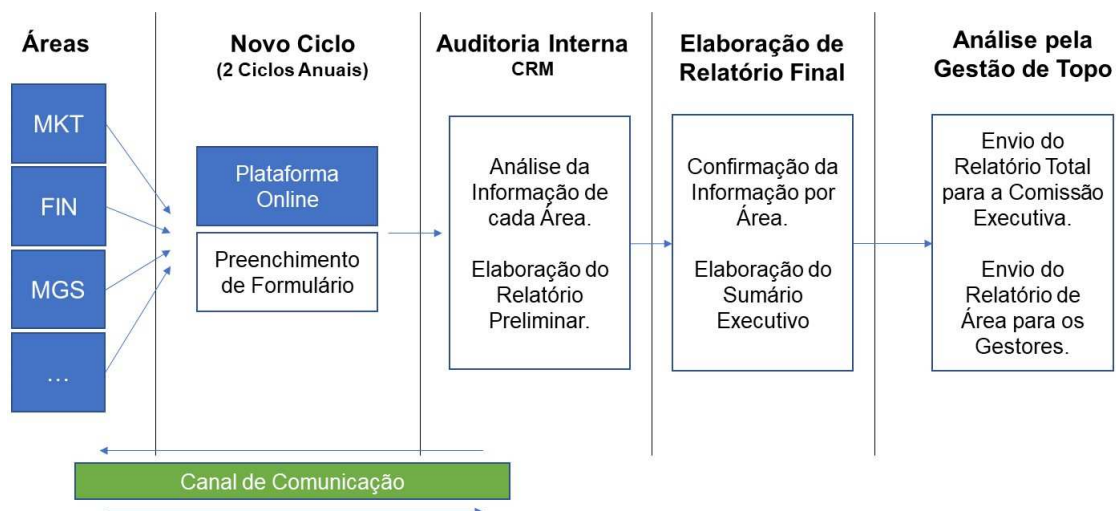 Áreas
MKT
FIN
MGS
...
Novo Ciclo
(2 Ciclos Anuais)
Plataforma
Online
Preenchimento
de Formulário
Auditoria Interna
CRM
Análise da
Informação de
cada Área.
Elaboração do
Relatório
Preliminar.
Elaboração de
Relatório Final
Confirmação da
Informação por
Área.
Elaboração do
Sumário
Executivo
Análise pela
Gestão de Topo
Envio do
Relatório Total
para a Comissão
Executiva.
Envio do
Relatório de
Área para os
Gestores.
Canal de Comunicação